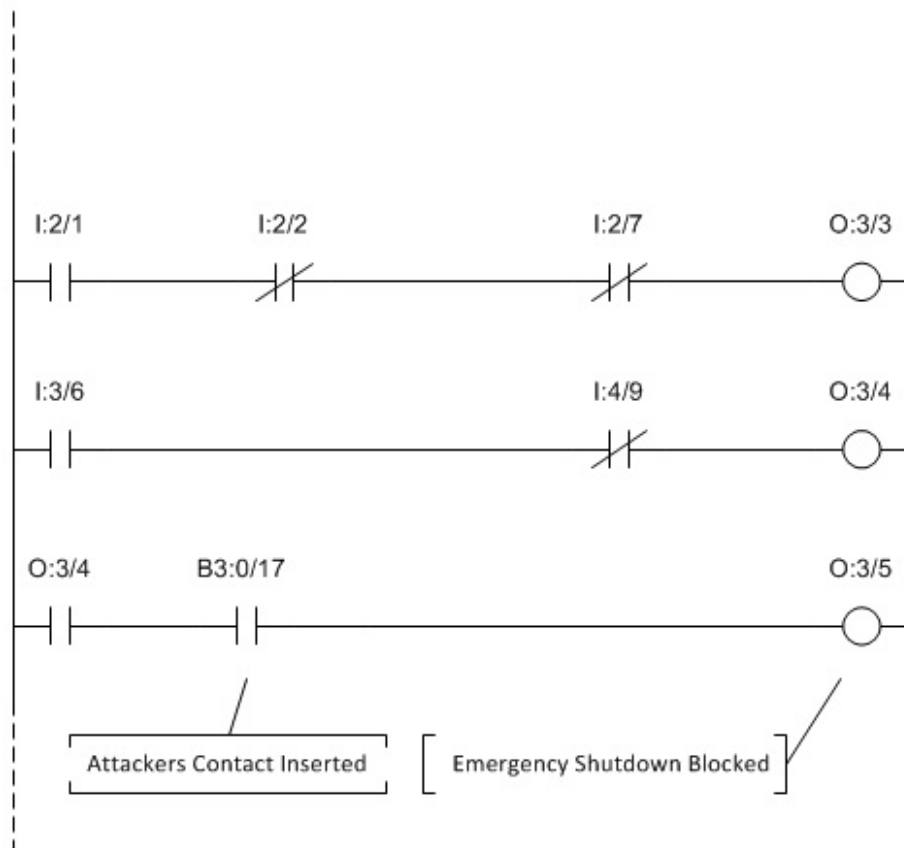 I:2/1 I:2/2 I:2/7 O:3/3
I:3/6 I:4/9 O:3/4
O:3/4 B3:0/17 O:3/5
Attackers Contact Inserted
Emergency Shutdown Blocked